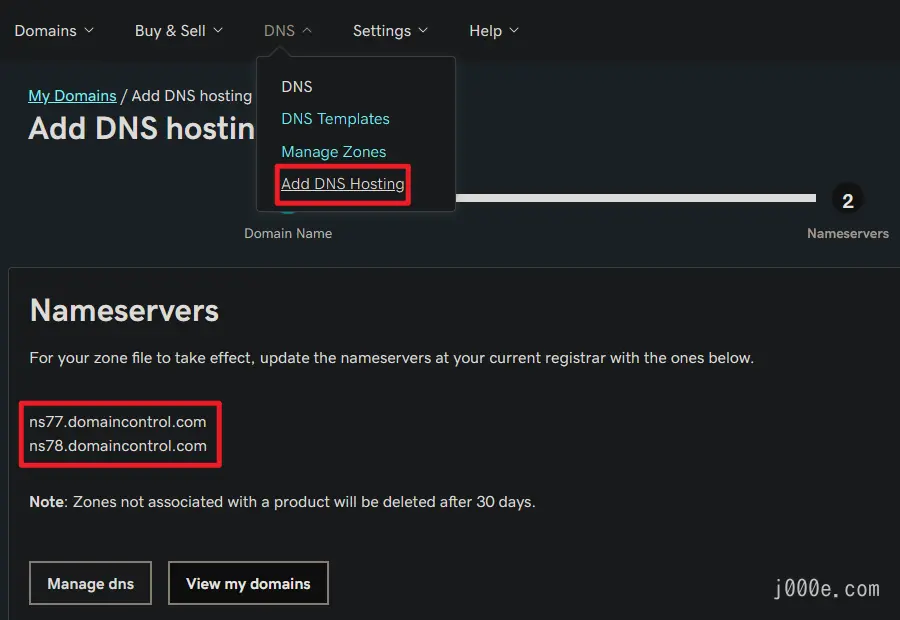 Domains Buy & Sell DNS Settings Help
DNS
DNS Templates
Manage Zones
Add DNS Hosting
My Domains / Add DNS hosting
Add DNS hostin
Domain Name
2
Nameservers
Nameservers
For your zone file to take effect, update the nameservers at your current registrar with the ones below.
ns77.domaincontrol.com
ns78.domaincontrol.com
Note: Zones not associated with a product will be deleted after 30 days.
Manage dns View my domains
j000e.com